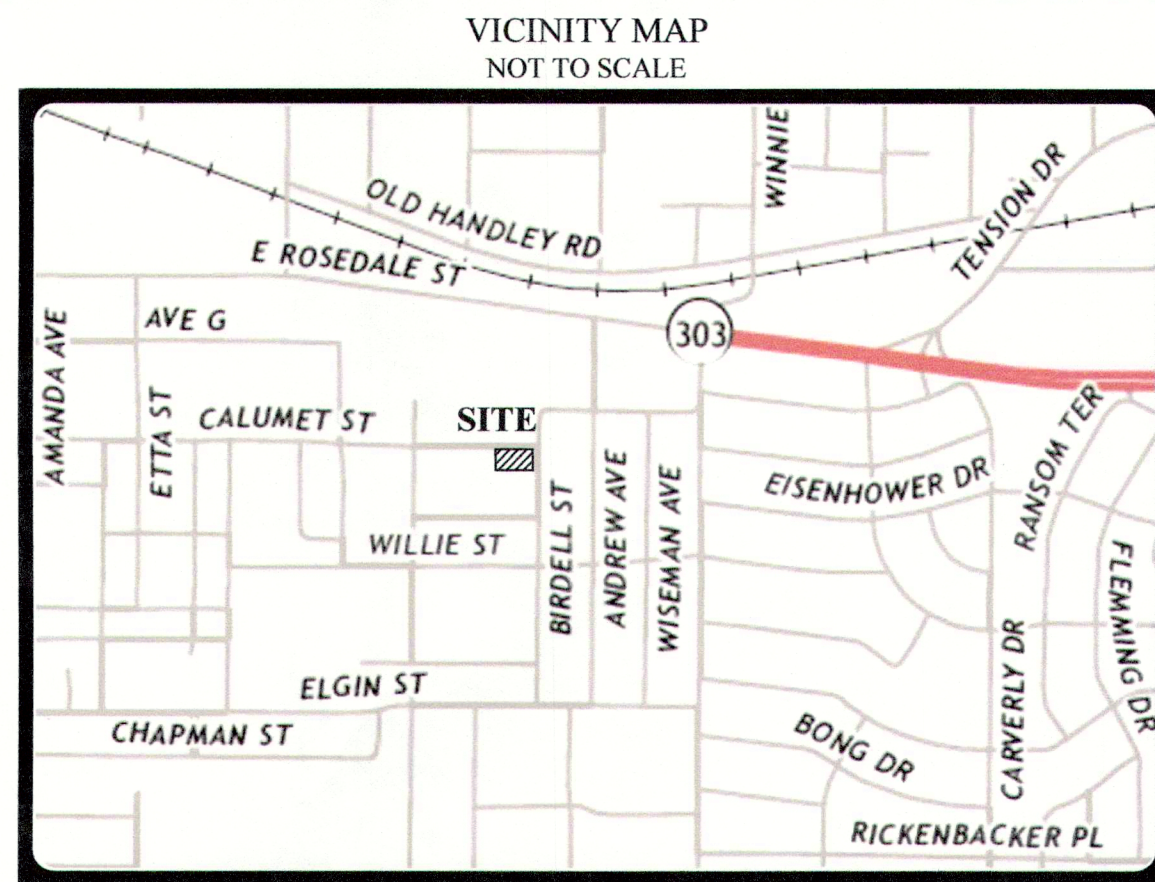 VICINITY MAP
NOT TO SCALE
WINNIE
OLD HANDLEY RD
TENSION DR
E ROSEDALE ST
AVE G
303
AMANDA AVE
ETTA ST
CALUMET ST
SITE
RANSOM TER
EISENHOWER DR
BIRDELL ST
ANDREW AVE
WISEMAN AVE
WILLIE ST
FLEMMING DR
CARVERLY DR
ELGIN ST
CHAPMAN ST
BONG DR
RICKENBACKER PL